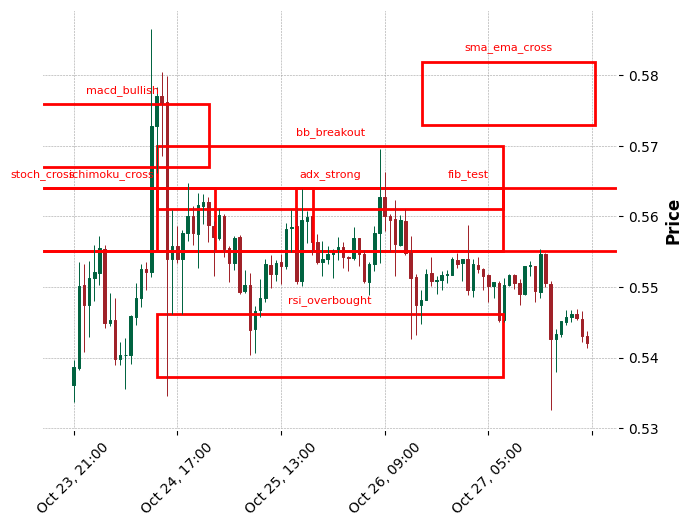 sma_ema_cross
macd_bullish
bb_breakout
stoch_cross
ichimoku_cross
adx_strong
fib_test
rsi_overbought
0.58
0.57
0.56
0.55
0.54
0.53
Price
Oct 23, 21:00
Oct 24, 17:00
Oct 25, 13:00
Oct 26, 09:00
Oct 27, 05:00